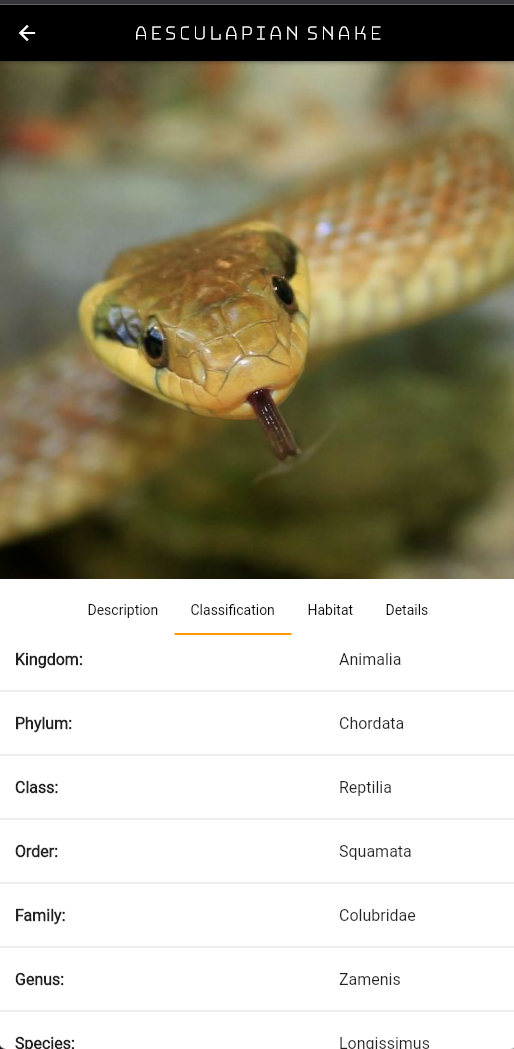 AESCULAPIAN SNAKE
Description Classification Habitat Details
Kingdom: Animalia
Phylum: Chordata
Class: Reptilia
Order: Squamata
Family: Colubridae
Genus: Zamenis
Species: Longissimus